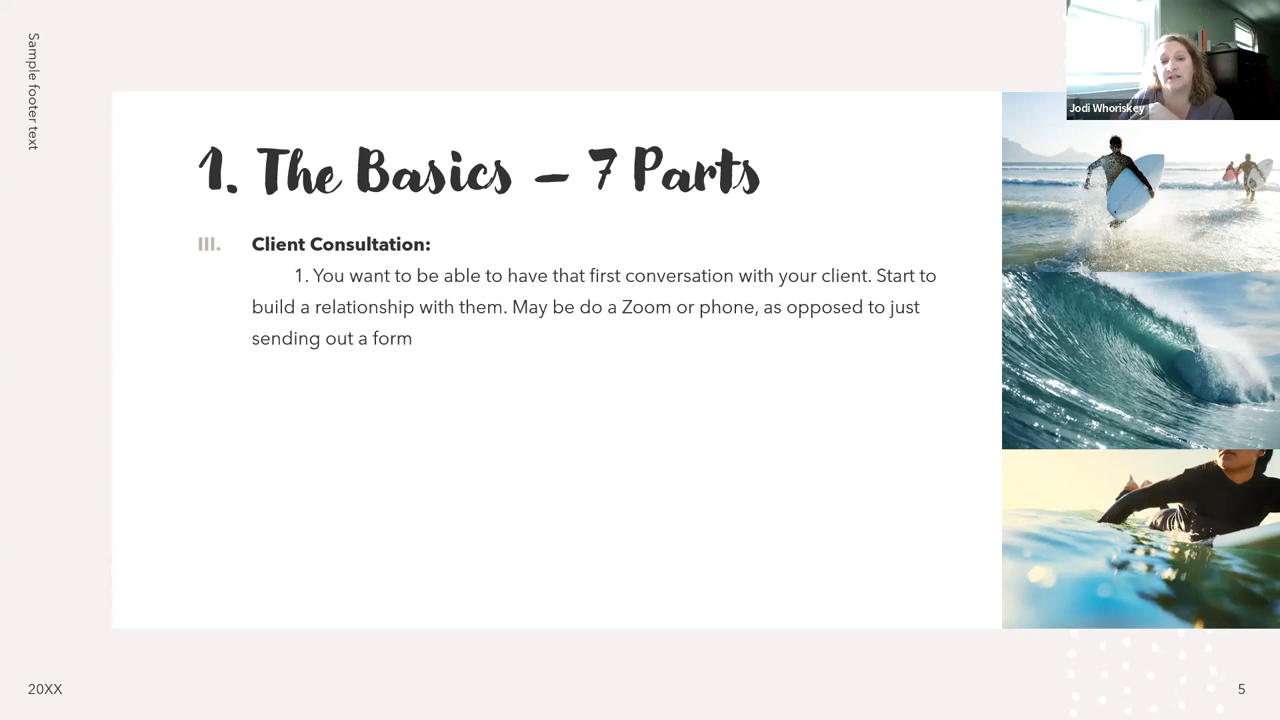 Sample footer text
Jodi Whoriskey
1. The Basics – 7 Parts
III. Client Consultation:
1. You want to be able to have that first conversation with your client. Start to
build a relationship with them. May be do a Zoom or phone, as opposed to just
sending out a form
20XX
5